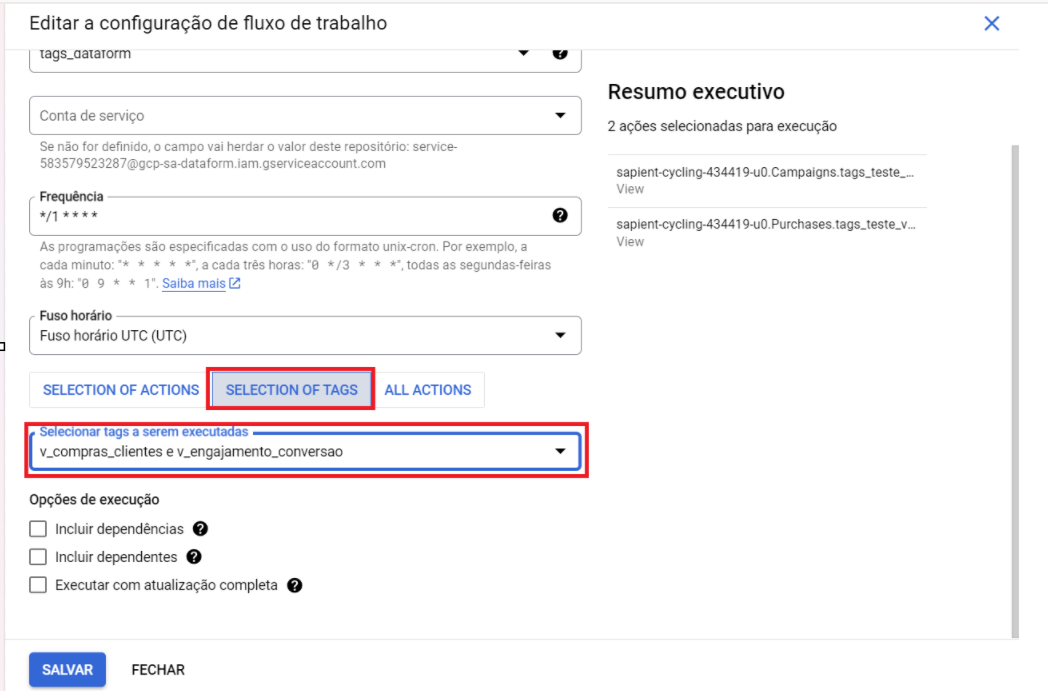 Editar a configuração de fluxo de trabalho
tags_dataform
Conta de serviço
Se não for definido, o campo vai herdar o valor deste repositório: service-
583579523287@gcp-sa-dataform.iam.gserviceaccount.com
Frequência
*/1 * * * *
As programações são especificadas com o uso do formato unix-cron. Por exemplo, a
cada minuto: "* * * * *", a cada três horas: "0 */3 * * *", todas as segundas-feiras
às 9h: "0 9 * * 1". Saiba mais
Fuso horário
Fuso horário UTC (UTC)
SELECTION OF ACTIONS SELECTION OF TAGS ALL ACTIONS
Selecionar tags a serem executadas
v_compras_clientes e v_engajamento_conversao
Opções de execução
Incluir dependências
Incluir dependentes
Executar com atualização completa
SALVAR FECHAR
Resumo executivo
2 ações selecionadas para execução
sapient-cycling-434419-u0.Campaigns.tags_teste_...
View
sapient-cycling-434419-u0.Purchases.tags_teste_v...
View